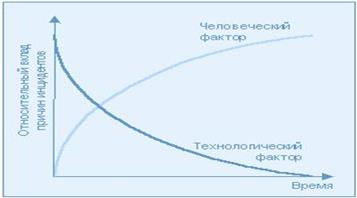 Человеческий
фактор
Относительный вклад
причин инцидентов
Технологический
фактор
Время